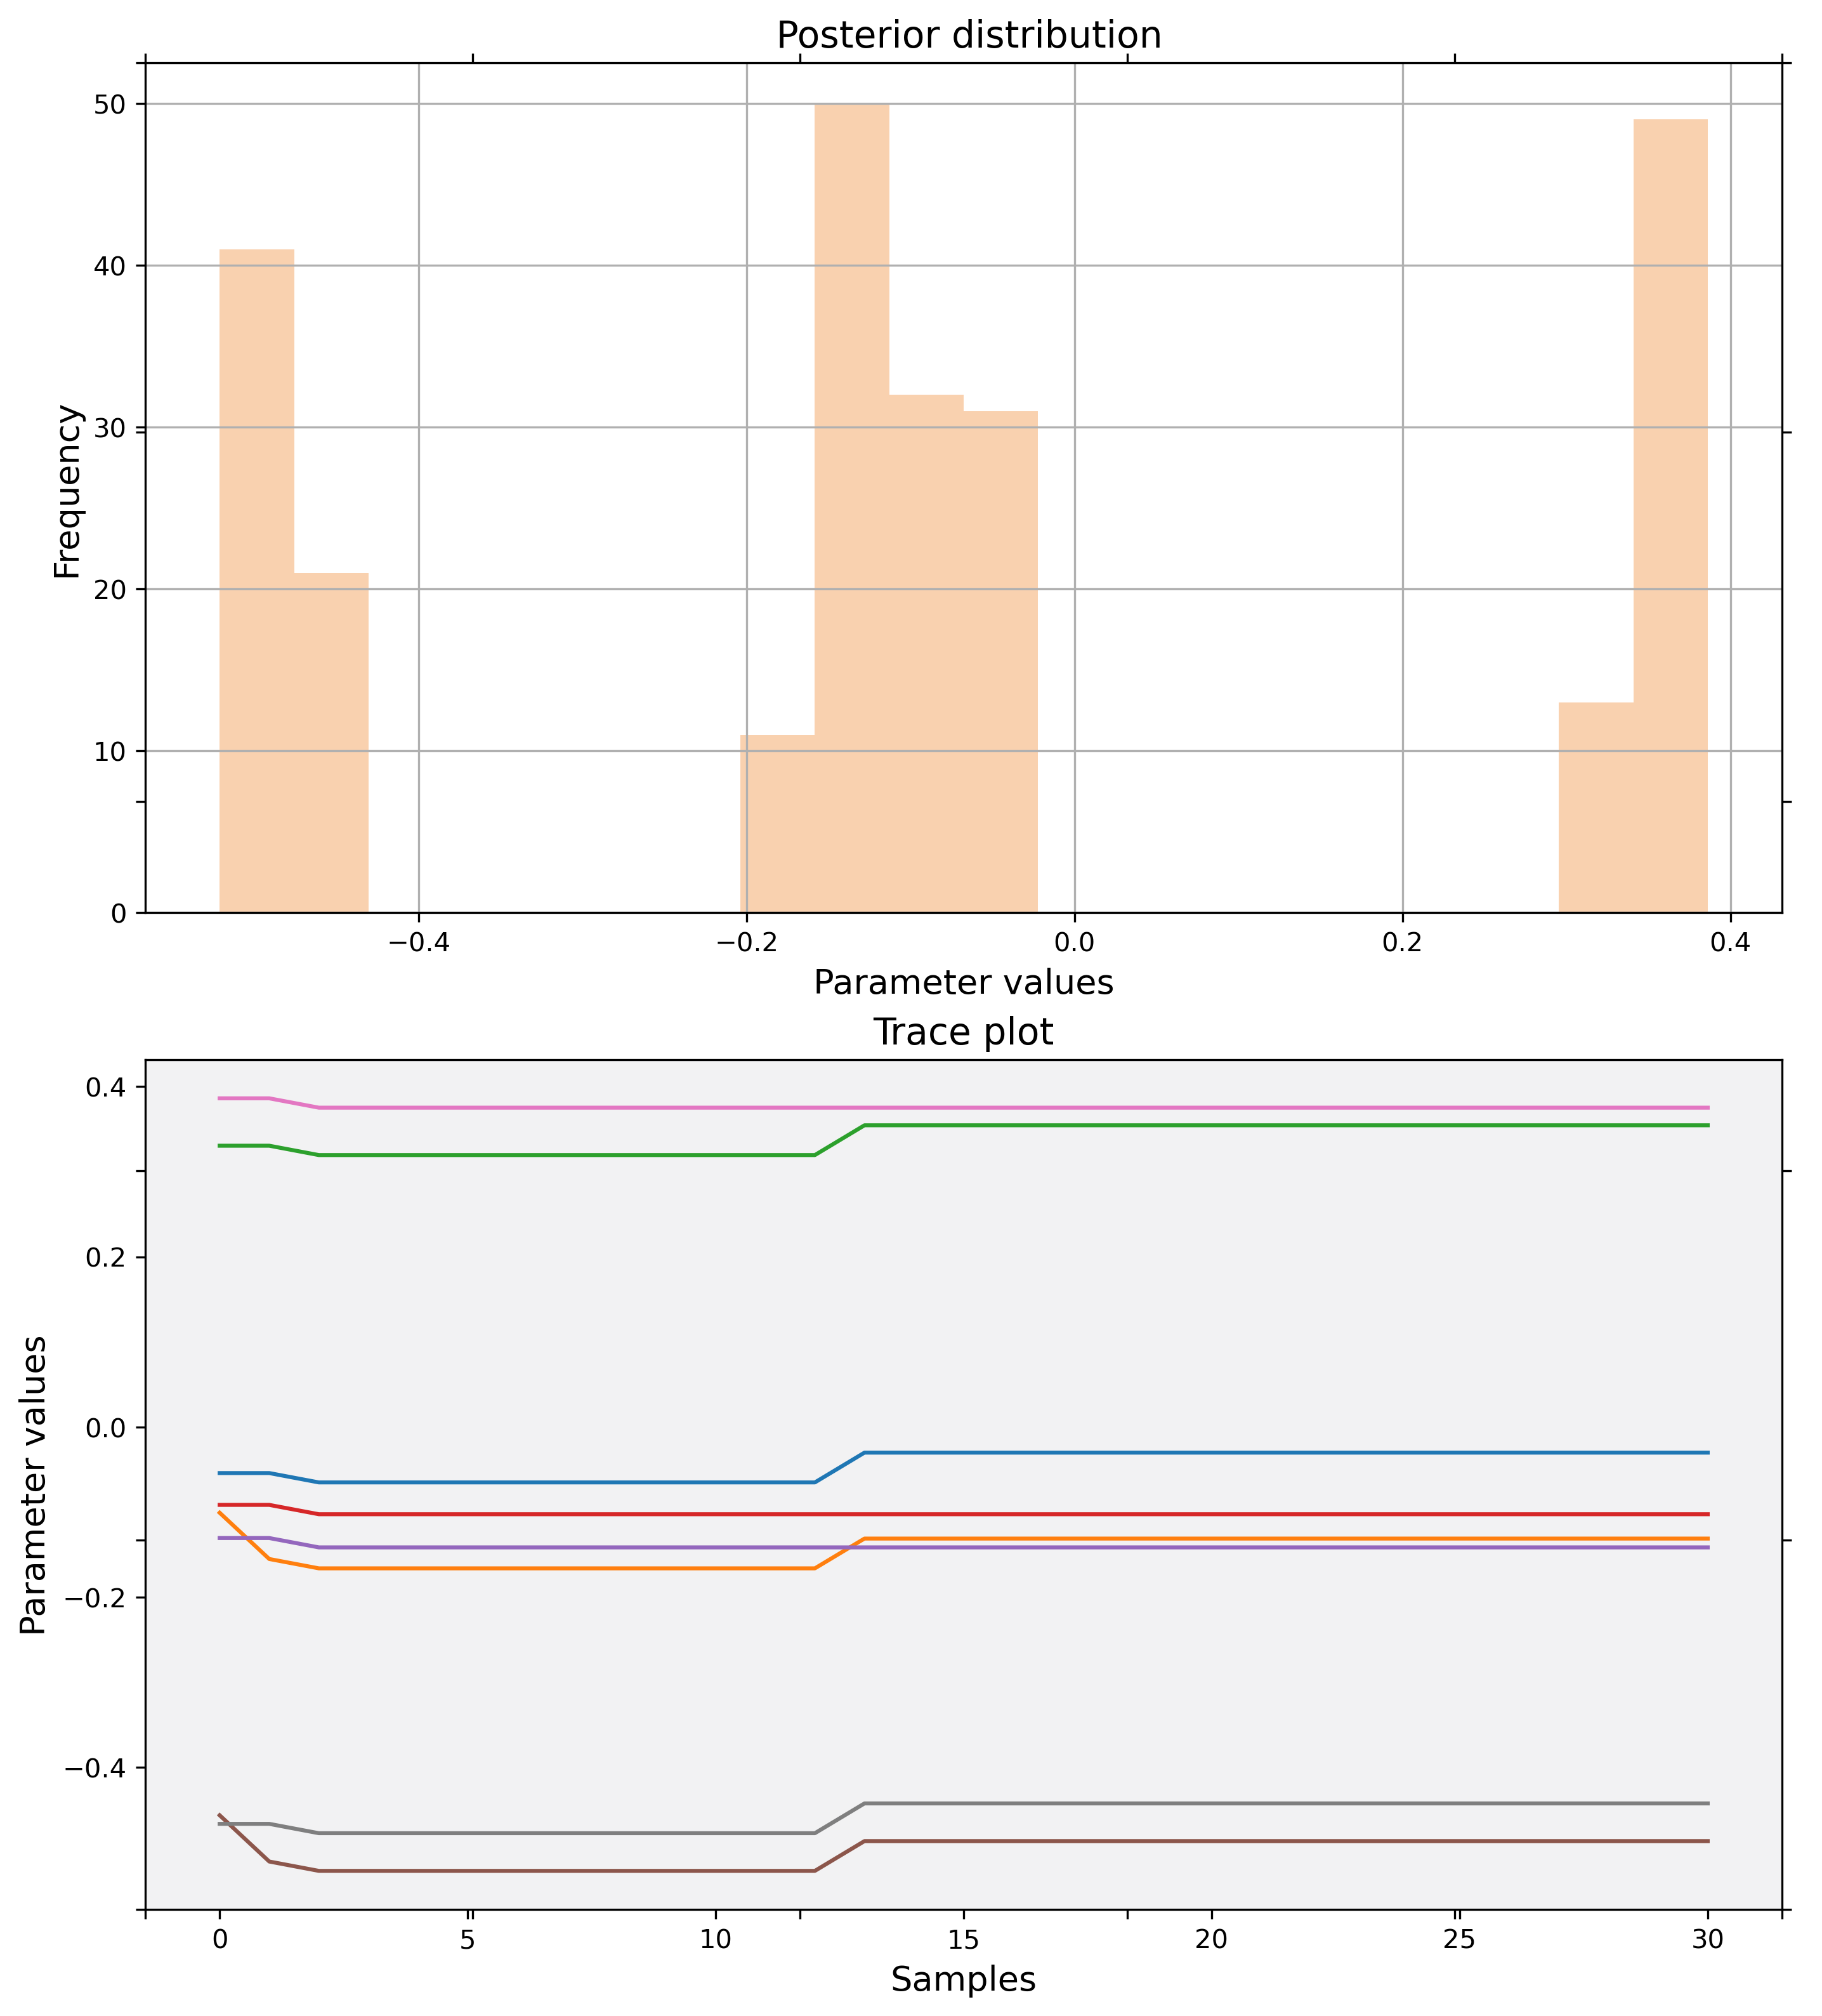 Posterior distribution
50
40
30
20
10
0
Frequency
−0.4 −0.2 0.0 0.2 0.4
Parameter values
Trace plot
0.4
0.2
0.0
−0.2
−0.4
Parameter values
0 5 10 15 20 25 30
Samples